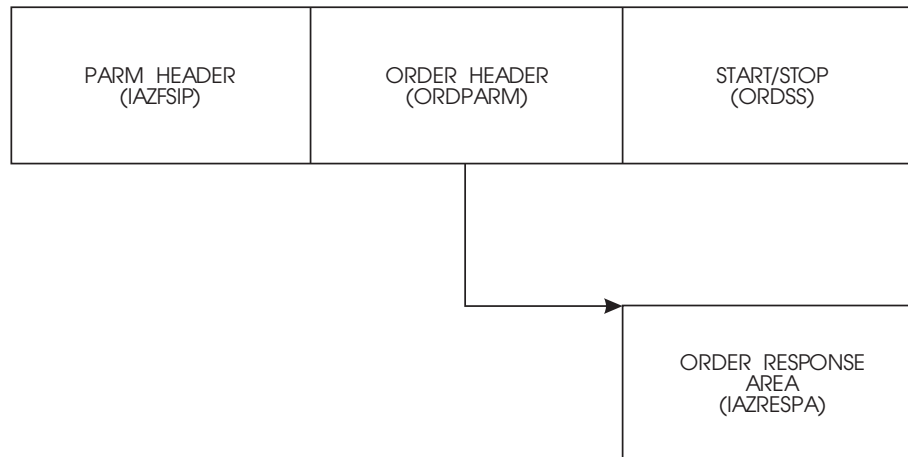 PARM HEADER
(IAZFSIP)
ORDER HEADER
(ORDPARM)
START/STOP
(ORDSS)
ORDER RESPONSE
AREA
(IAZRESPA)